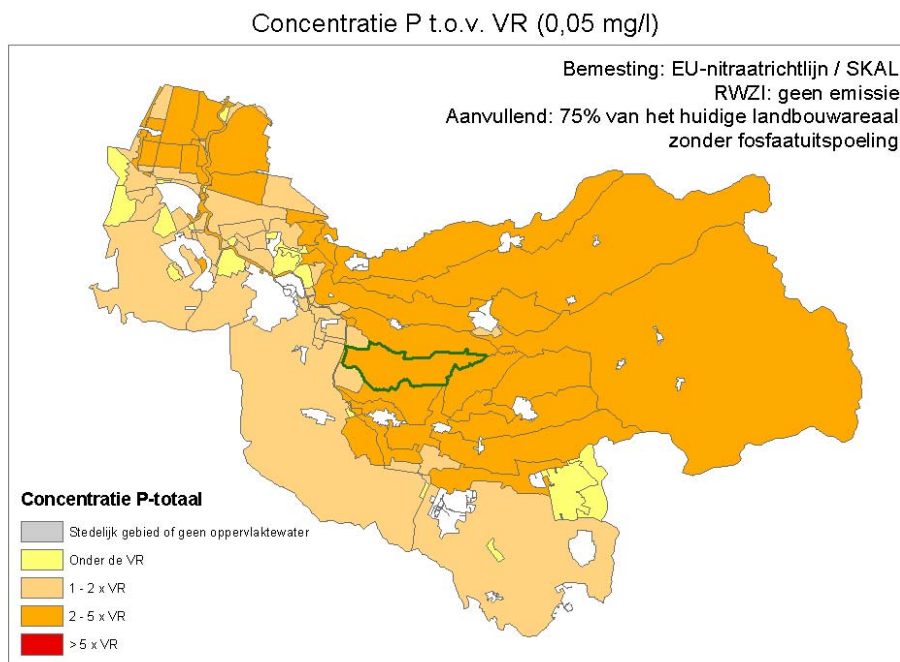 Concentratie P t.o.v. VR (0,05 mg/l)
Bemesting: EU-nitraatrichtlijn / SKAL
RWZI: geen emissie
Aanvullend: 75% van het huidige landbouwareaal
zonder fosfaatuitspoeling
Concentratie P-totaal
Stedelijk gebied of geen oppervlaktewater
Onder de VR
1 - 2 x VR
2 - 5 x VR
> 5 x VR